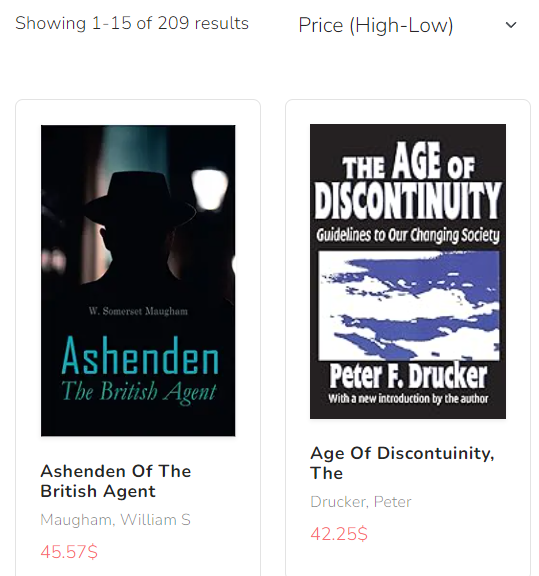 Showing 1-15 of 209 results
Price (High-Low)
W. Somerset Maugham
Ashenden
The British Agent
Ashenden Of The
British Agent
Maugham, William S
45.57$
THE AGE OF
DISCONTINUITY
Guidelines to Our Changing Society
Peter F. Drucker
With a new introduction by the author
Age Of Discontuinity,
The
Drucker, Peter
42.25$